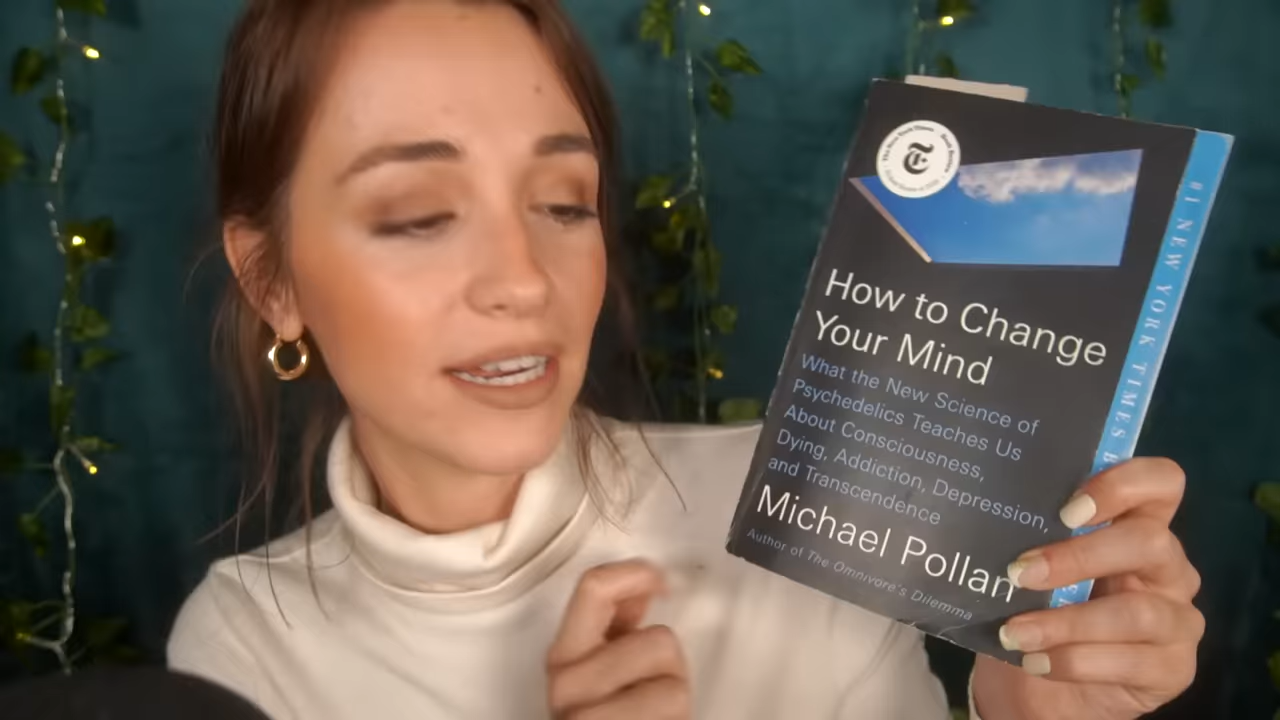 How to Change
Your Mind
What the New Science of
Psychedelics Teaches Us
About Consciousness,
Dying, Addiction, Depression,
and Transcendence
Michael Pollan
Author of The Omnivore's Dilemma
#1 NEW YORK TIMES B